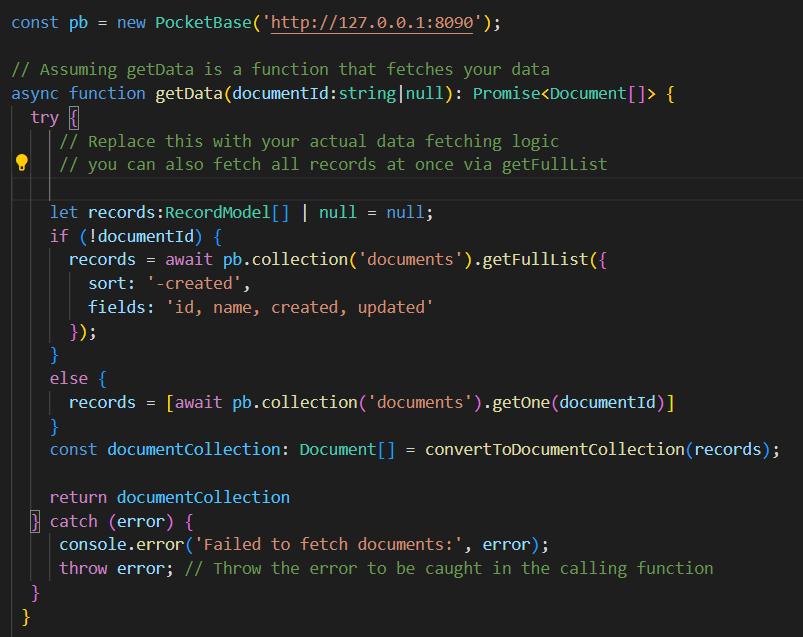 const pb = new PocketBase('http://127.0.0.1:8090');
// Assuming getData is a function that fetches your data
async function getData(documentId:string|null): Promise<Document[]> {
try {
// Replace this with your actual data fetching logic
// you can also fetch all records at once via getFullList
let records:RecordModel[] | null = null;
if (!documentId) {
records = await pb.collection('documents').getFullList({
sort: '-created',
fields: 'id, name, created, updated'
});
}
else {
records = [await pb.collection('documents').getOne(documentId)]
}
const documentCollection: Document[] = convertToDocumentCollection(records);
return documentCollection
} catch (error) {
console.error('Failed to fetch documents:', error);
throw error; // Throw the error to be caught in the calling function
}
}